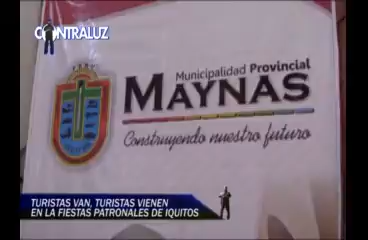 CONTRALUZ
Municipalidad Provincial
MAYNAS
Construyendo nuestro futuro
TURISTAS VAN, TURISTAS VIENEN
EN LA FIESTAS PATRONALES DE IQUITOS